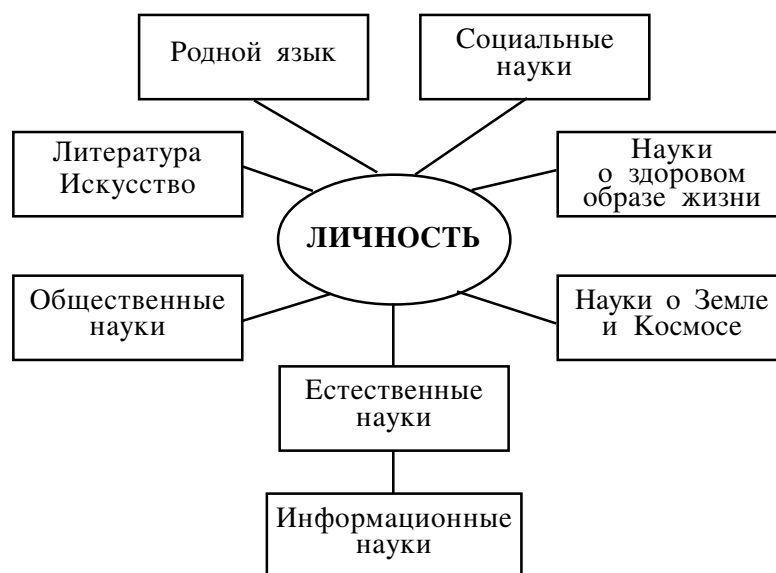 Родной язык
Социальные
науки
Литература
Искусство
Науки
о здоровом
образе жизни
ЛИЧНОСТЬ
Общественные
науки
Науки о Земле
и Космосе
Естественные
науки
Информационные
науки